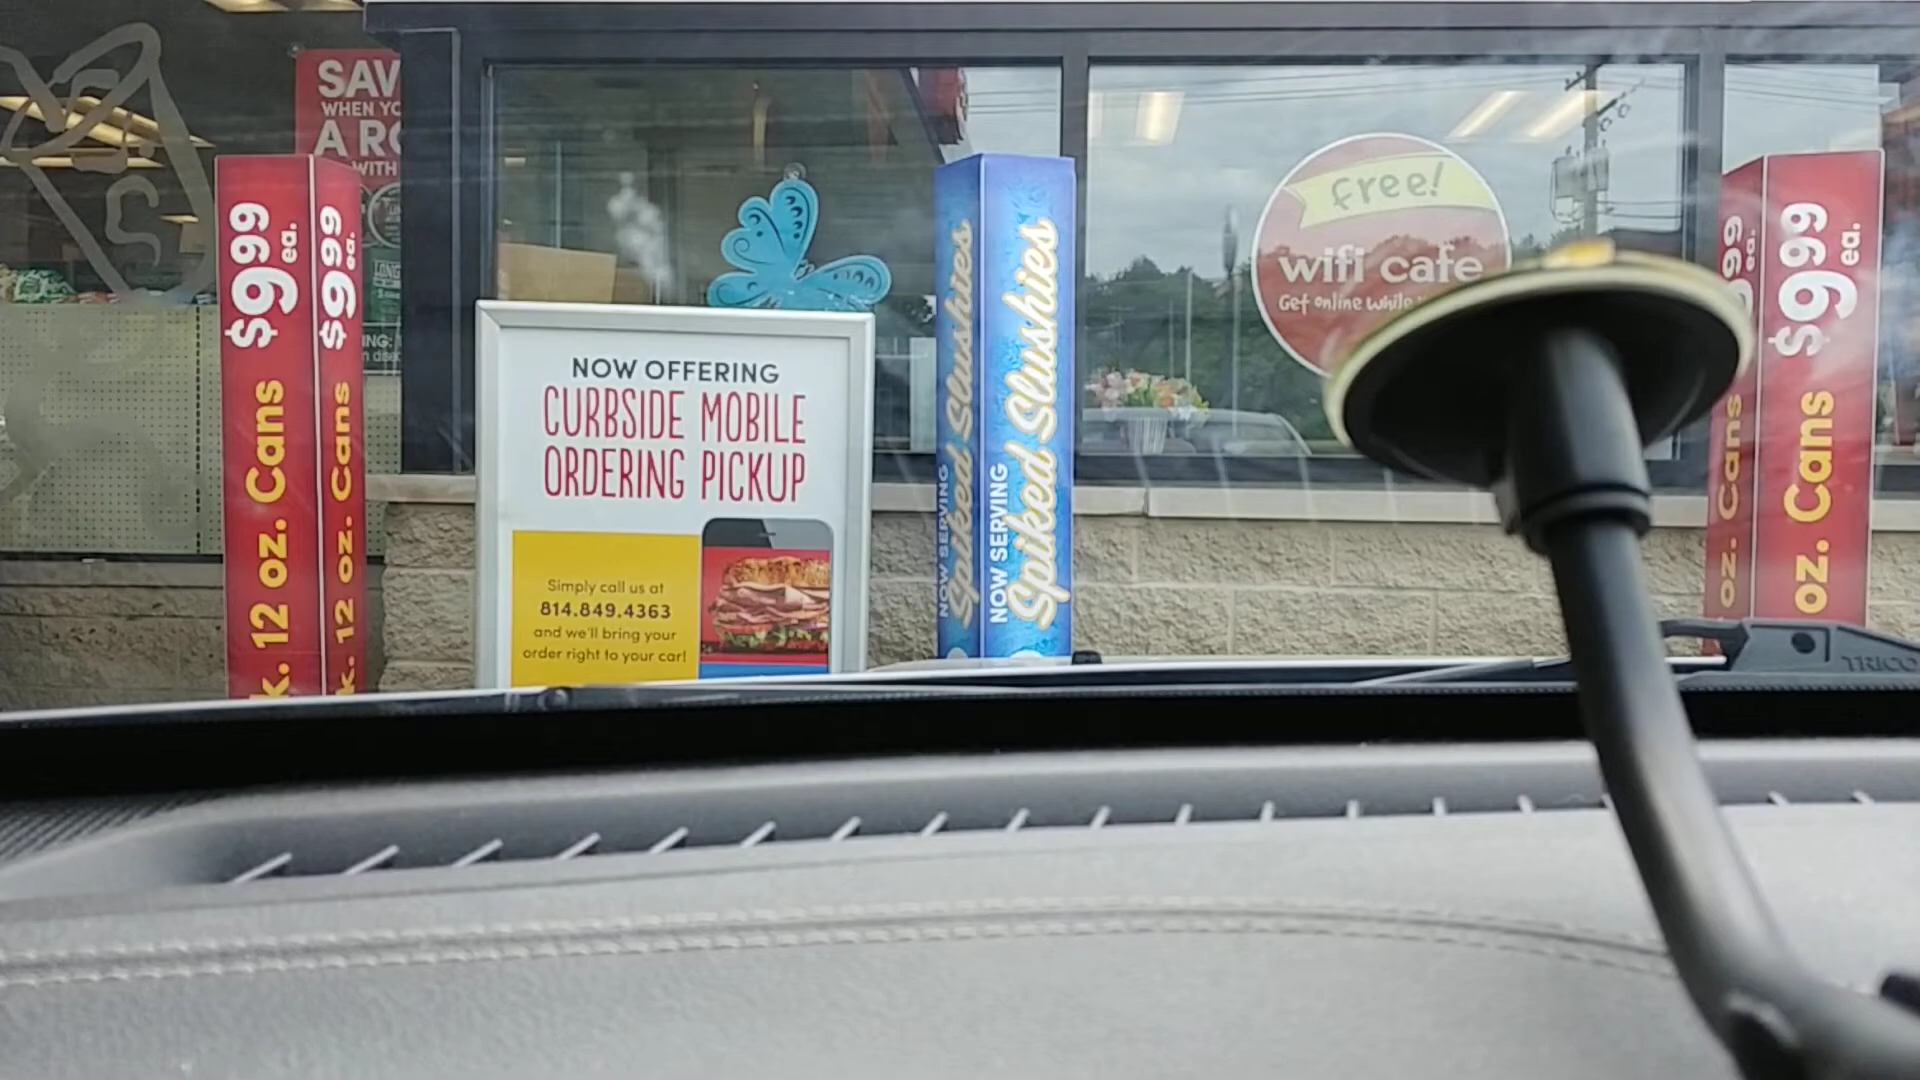 SAV
WHEN YO
A RO
WITH
$9.99 ea.
k. 12 oz. Cans
$9.99 ea.
k. 12 oz. Cans
NOW OFFERING
CURBSIDE MOBILE
ORDERING PICKUP
Simply call us at
814.849.4363
and we'll bring your
order right to your car!
NOW SERVING
Spiked Slushies
NOW SERVING
Spiked Slushies
free!
wifi cafe
Get online while
99 ea.
oz. Cans
$9.99 ea.
oz. Cans
TRICO